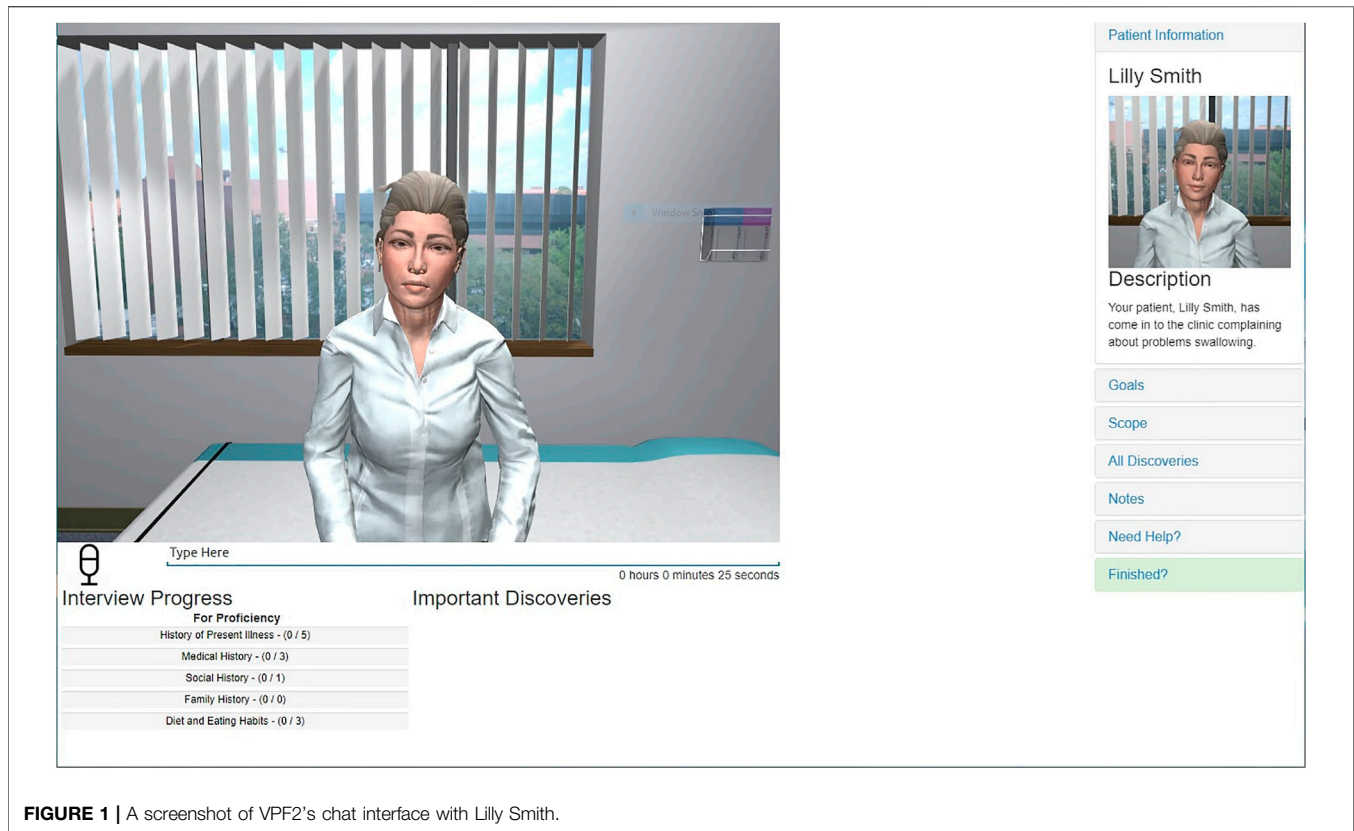 Patient Information
Lilly Smith
Description
Your patient, Lilly Smith, has
come in to the clinic complaining
about problems swallowing.
Goals
Scope
All Discoveries
Notes
Need Help?
Finished?
Window
Type Here
0 hours 0 minutes 25 seconds
Interview Progress
For Proficiency
History of Present Illness - (0 / 5)
Medical History - (0 / 3)
Social History - (0 / 1)
Family History - (0 / 0)
Diet and Eating Habits - (0 / 3)
Important Discoveries
FIGURE 1 | A screenshot of VPF2's chat interface with Lilly Smith.